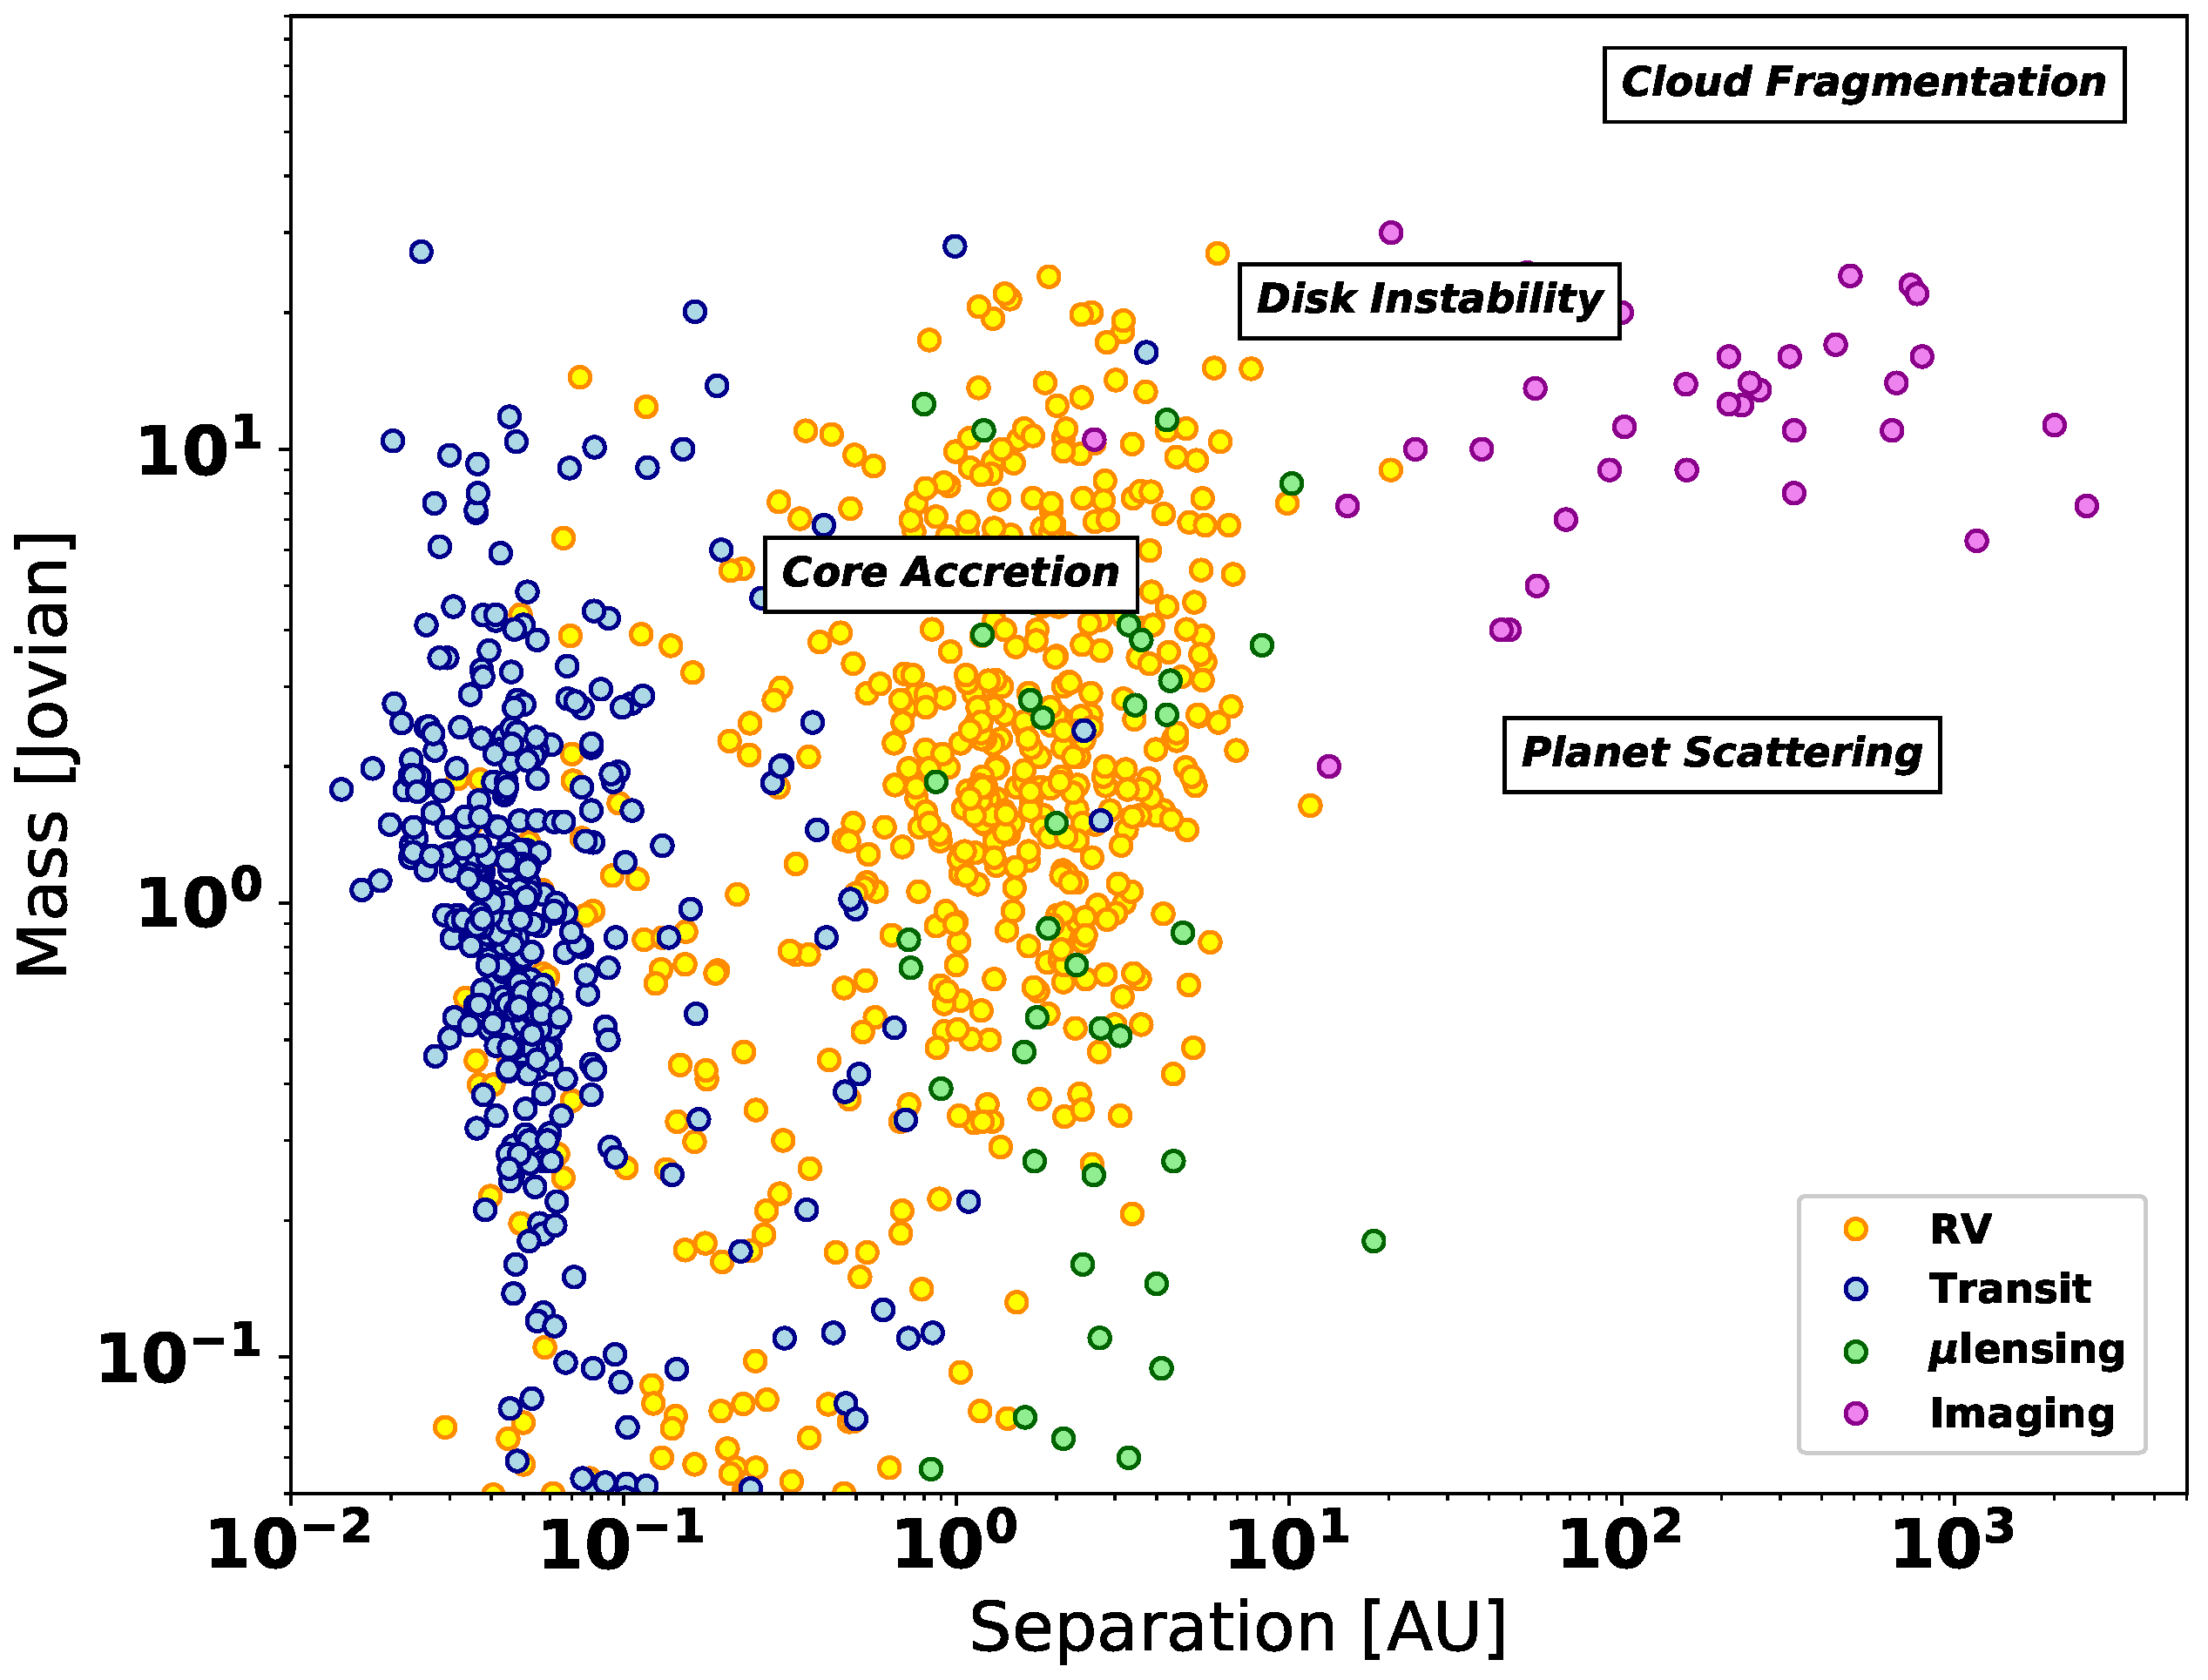 Cloud Fragmentation
Disk Instability
Core Accretion
Planet Scattering
Mass [Jovian]
10¹
10⁰
10⁻¹
RV
Transit
μlensing
Imaging
10⁻² 10⁻¹ 10⁰ 10¹ 10² 10³
Separation [AU]